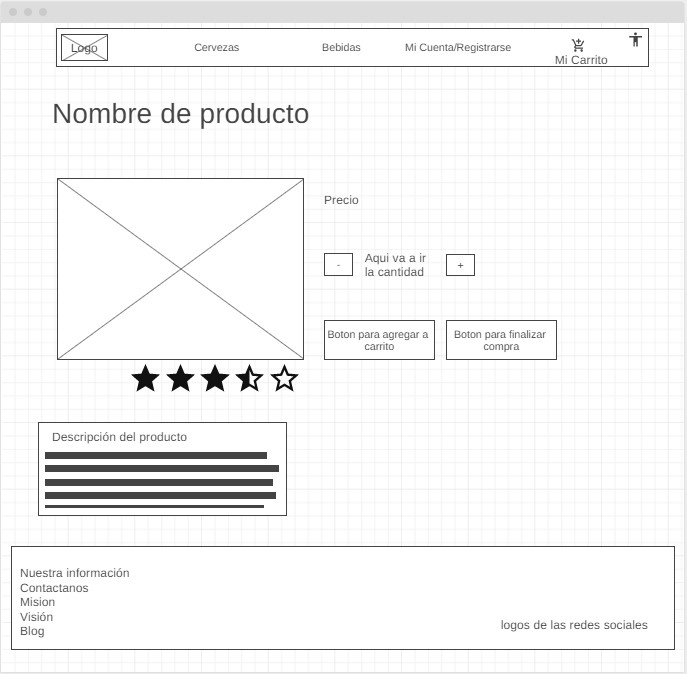 Logo
Cervezas
Bebidas
Mi Cuenta/Registrarse
Mi Carrito
Nombre de producto
Precio
-
Aqui va a ir
la cantidad
+
Boton para agregar a
carrito
Boton para finalizar
compra
Descripción del producto
Nuestra información
Contactanos
Mision
Visión
Blog
logos de las redes sociales